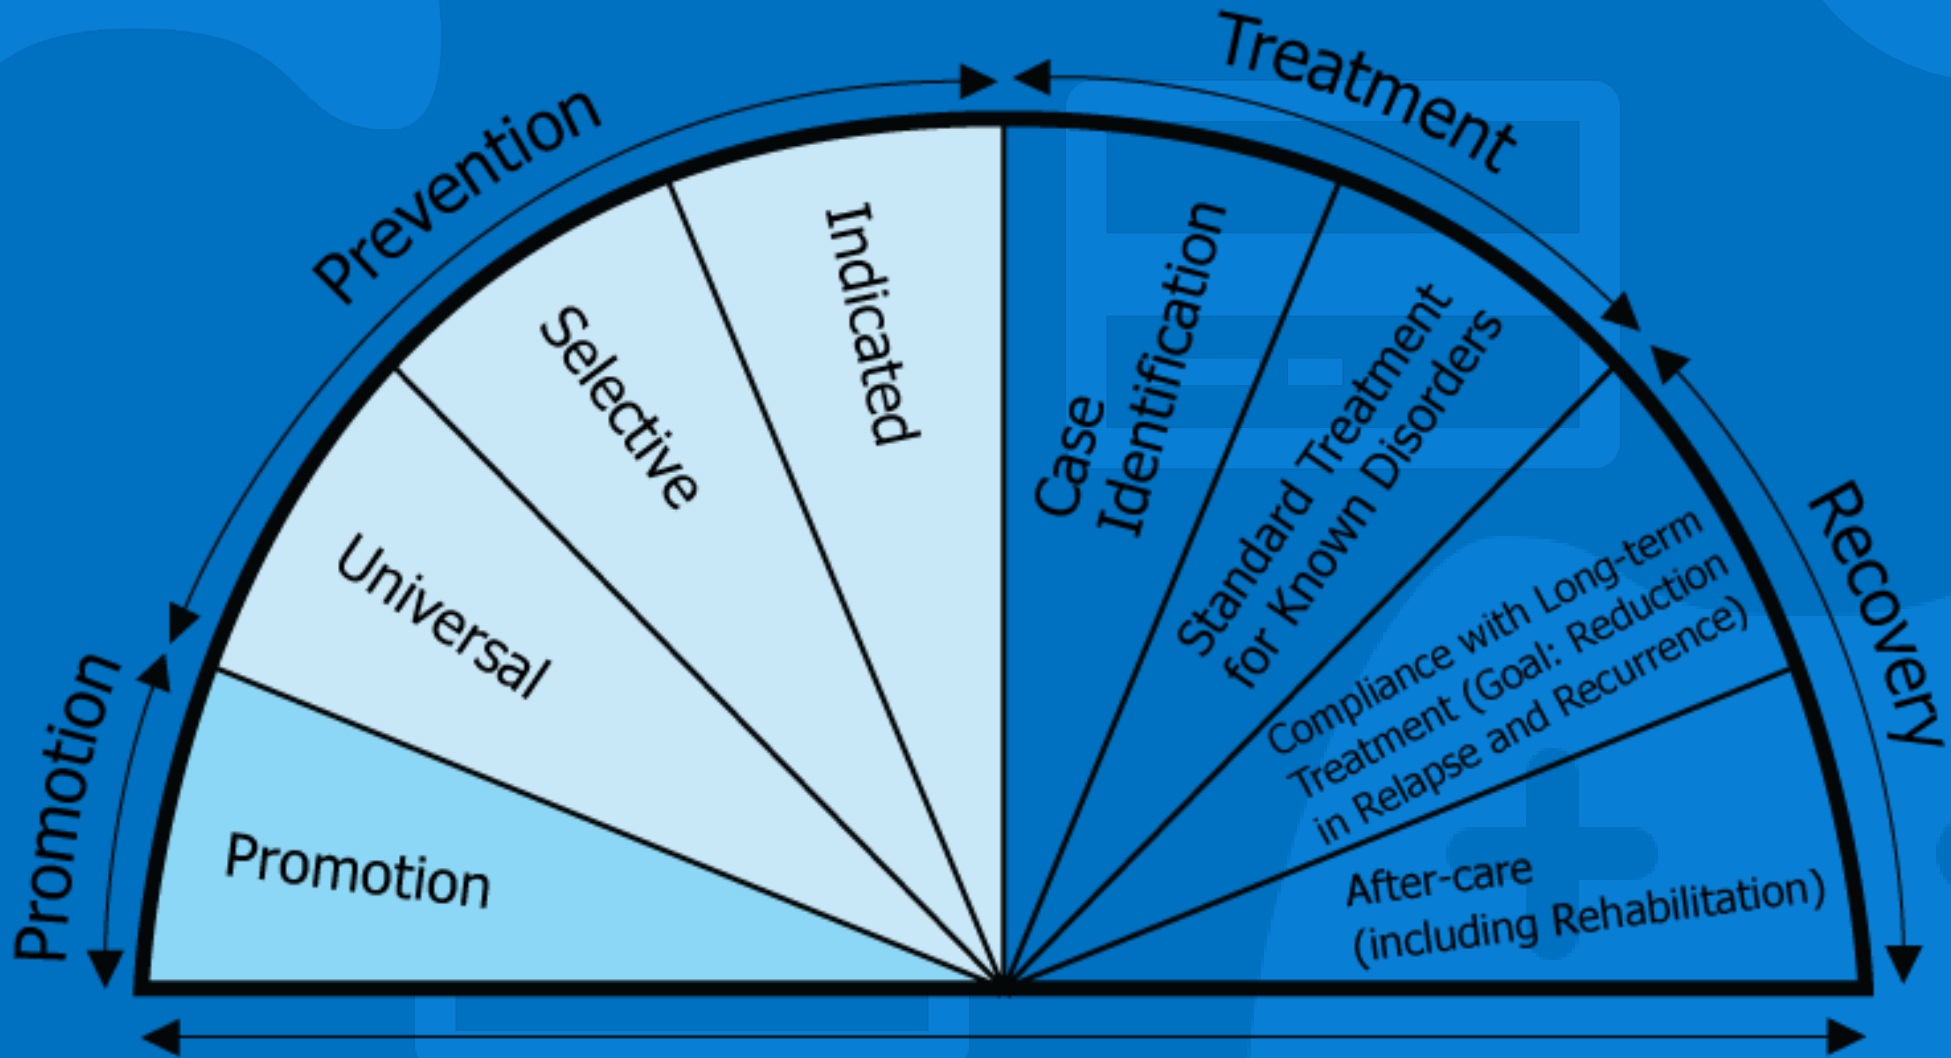 Promotion
Prevention
Treatment
Recovery
Promotion
Universal
Selective
Indicated
Case
Identification
Standard Treatment
for Known Disorders
Compliance with Long-term
Treatment (Goal: Reduction
in Relapse and Recurrence)
After-care
(including Rehabilitation)